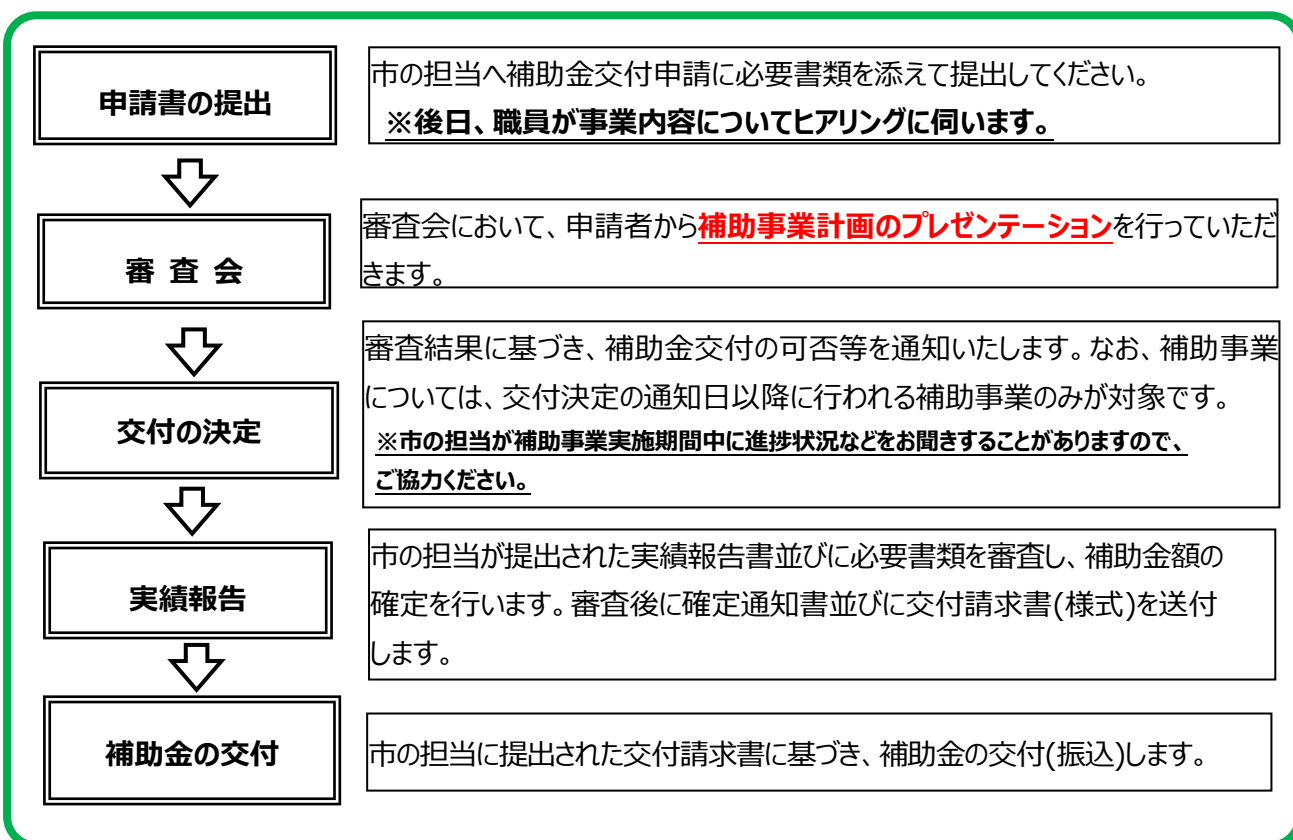 申請書の提出
市の担当へ補助金交付申請に必要書類を添えて提出してください。
※後日、職員が事業内容についてヒアリングに伺います。
審 査 会
審査会において、申請者から補助事業計画のプレゼンテーションを行っていただ
きます。
交付の決定
審査結果に基づき、補助金交付の可否等を通知いたします。なお、補助事業
については、交付決定の通知日以降に行われる補助事業のみが対象です。
※市の担当が補助事業実施期間中に進捗状況などをお聞きすることがありますので、
ご協力ください。
実績報告
市の担当が提出された実績報告書並びに必要書類を審査し、補助金額の
確定を行います。審査後に確定通知書並びに交付請求書(様式)を送付
します。
補助金の交付
市の担当に提出された交付請求書に基づき、補助金の交付(振込)します。